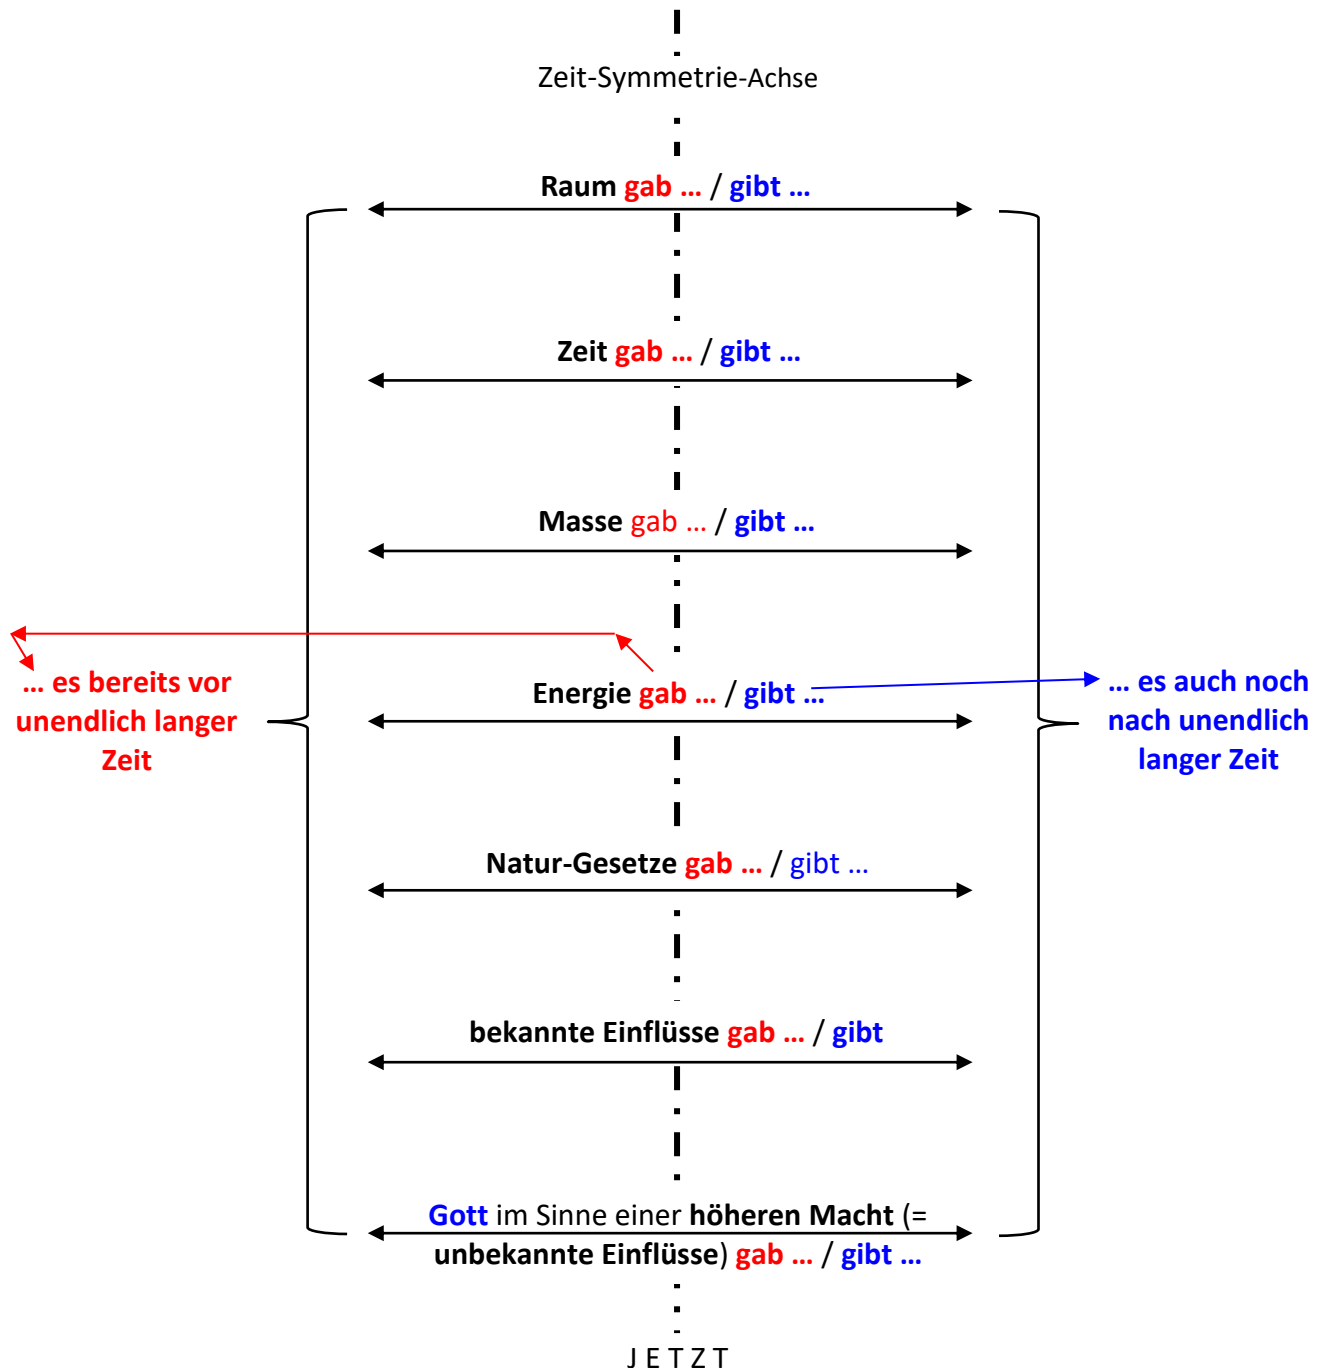 Zeit-Symmetrie-Achse
Raum gab … / gibt …
Zeit gab … / gibt …
Masse gab … / gibt …
… es bereits vor
unendlich langer
Zeit
Energie gab … / gibt …
… es auch noch
nach unendlich
langer Zeit
Natur-Gesetze gab … / gibt …
bekannte Einflüsse gab … / gibt
Gott im Sinne einer höheren Macht (=
unbekannte Einflüsse) gab … / gibt …
J E T Z T